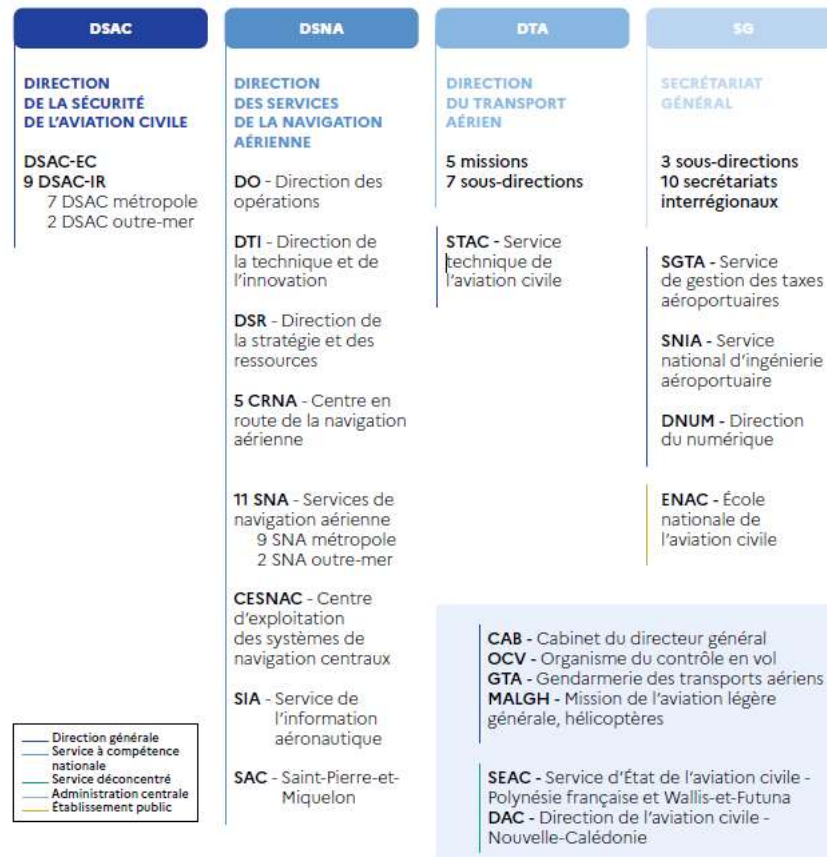 DSAC
DIRECTION
DE LA SÉCURITÉ
DE L'AVIATION CIVILE
DSAC-EC
9 DSAC-IR
7 DSAC métropole
2 DSAC outre-mer
DSNA
DIRECTION
DES SERVICES
DE LA NAVIGATION
AÉRIENNE
DO - Direction des
opérations
DTI - Direction de
la technique et de
l'innovation
DSR - Direction de
la stratégie et des
ressources
5 CRNA - Centre en
route de la navigation
aérienne
11 SNA - Services de
navigation aérienne
9 SNA métropole
2 SNA outre-mer
CESNAC - Centre
d'exploitation
des systèmes de
navigation centraux
SIA - Service de
l'information
aéronautique
SAC - Saint-Pierre-et-
Miquelon
DTA
DIRECTION
DU TRANSPORT
AÉRIEN
5 missions
7 sous-directions
STAC - Service
technique de
l'aviation civile
SG
SECRÉTARIAT
GÉNÉRAL
3 sous-directions
10 secrétariats
interrégionaux
SGTA - Service
de gestion des taxes
aéroportuaires
SNIA - Service
national d'ingénierie
aéroportuaire
DNUM - Direction
du numérique
ENAC - École
nationale de
l'aviation civile
CAB - Cabinet du directeur général
OCV - Organisme du contrôle en vol
GTA - Gendarmerie des transports aériens
MALGH - Mission de l'aviation légère
générale, hélicoptères
SEAC - Service d'État de l'aviation civile -
Polynésie française et Wallis-et-Futuna
DAC - Direction de l'aviation civile -
Nouvelle-Calédonie
Direction générale
Service à compétence
nationale
Service déconcentré
Administration centrale
Établissement public